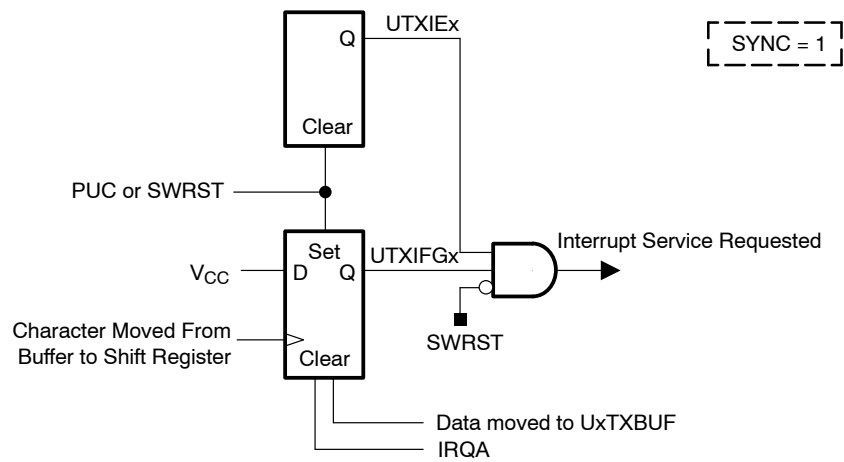 UTXIEx
SYNC = 1
Q
Clear
PUC or SWRST
Set
UTXIFGx
Interrupt Service Requested
VCC
D
Q
Character Moved From
Buffer to Shift Register
SWRST
Clear
Data moved to UxTXBUF
IRQA